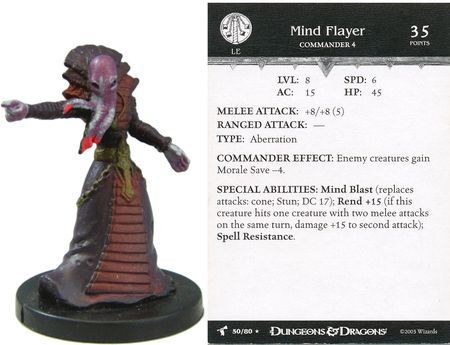 Mind Flayer
COMMANDER 4
35
POINTS
LE
LVL: 8 SPD: 6
AC: 15 HP: 45
MELEE ATTACK: +8/+8 (5)
RANGED ATTACK: —
TYPE: Aberration
COMMANDER EFFECT: Enemy creatures gain
Morale Save –4.
SPECIAL ABILITIES: Mind Blast (replaces
attacks: cone; Stun; DC 17); Rend +15 (if this
creature hits one creature with two melee attacks
on the same turn, damage +15 to second attack);
Spell Resistance.
50/80 ★ DUNGEONS & DRAGONS ©2003 Wizards